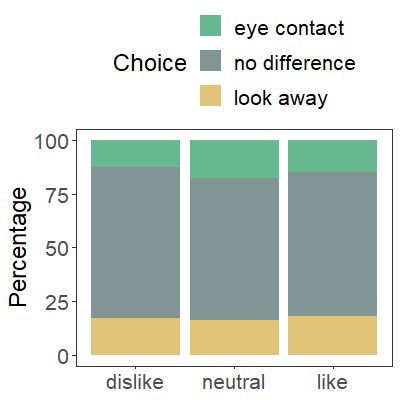 eye contact
Choice no difference
look away
100
75
50
25
0
Percentage
dislike neutral like